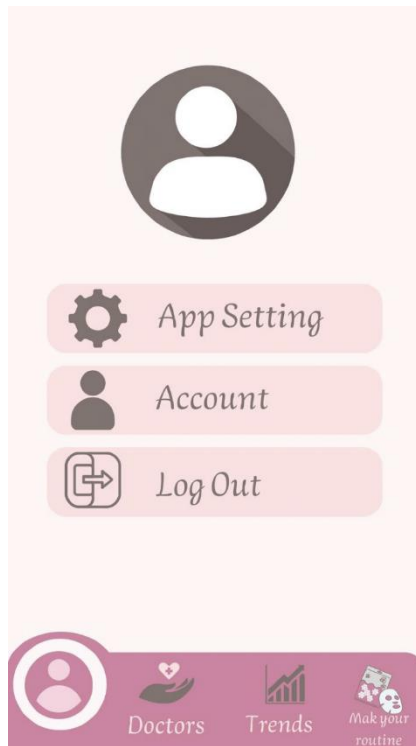 App Setting
Account
Log Out
Doctors
Trends
Mak your
routine